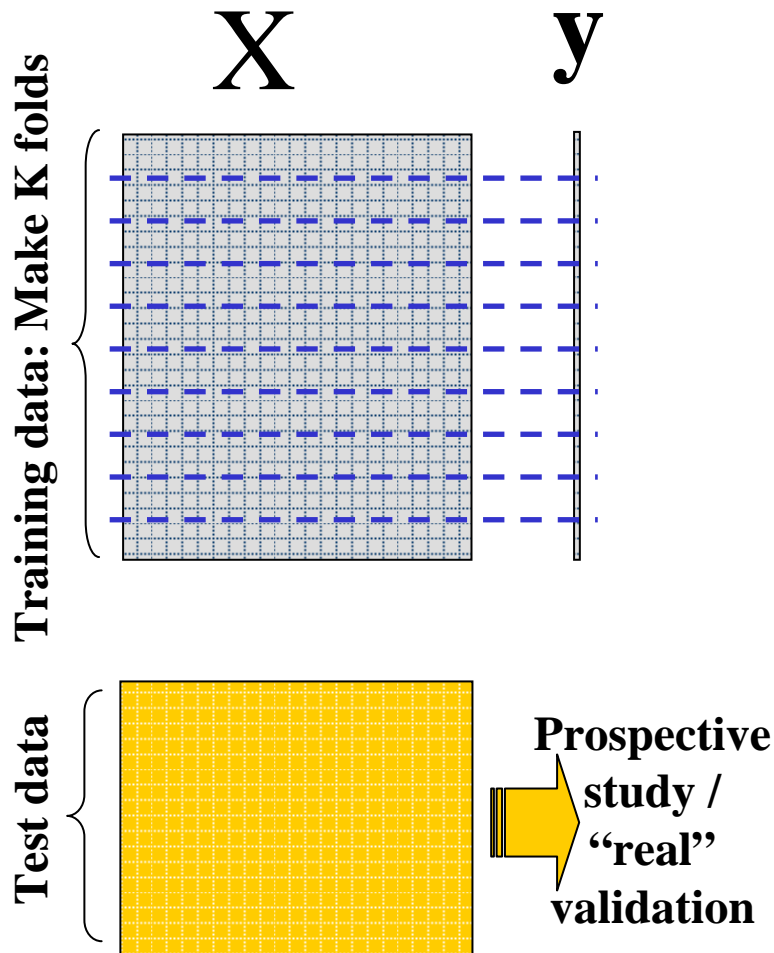 X
y
Training data: Make K folds
Test data
Prospective
study /
“real”
validation